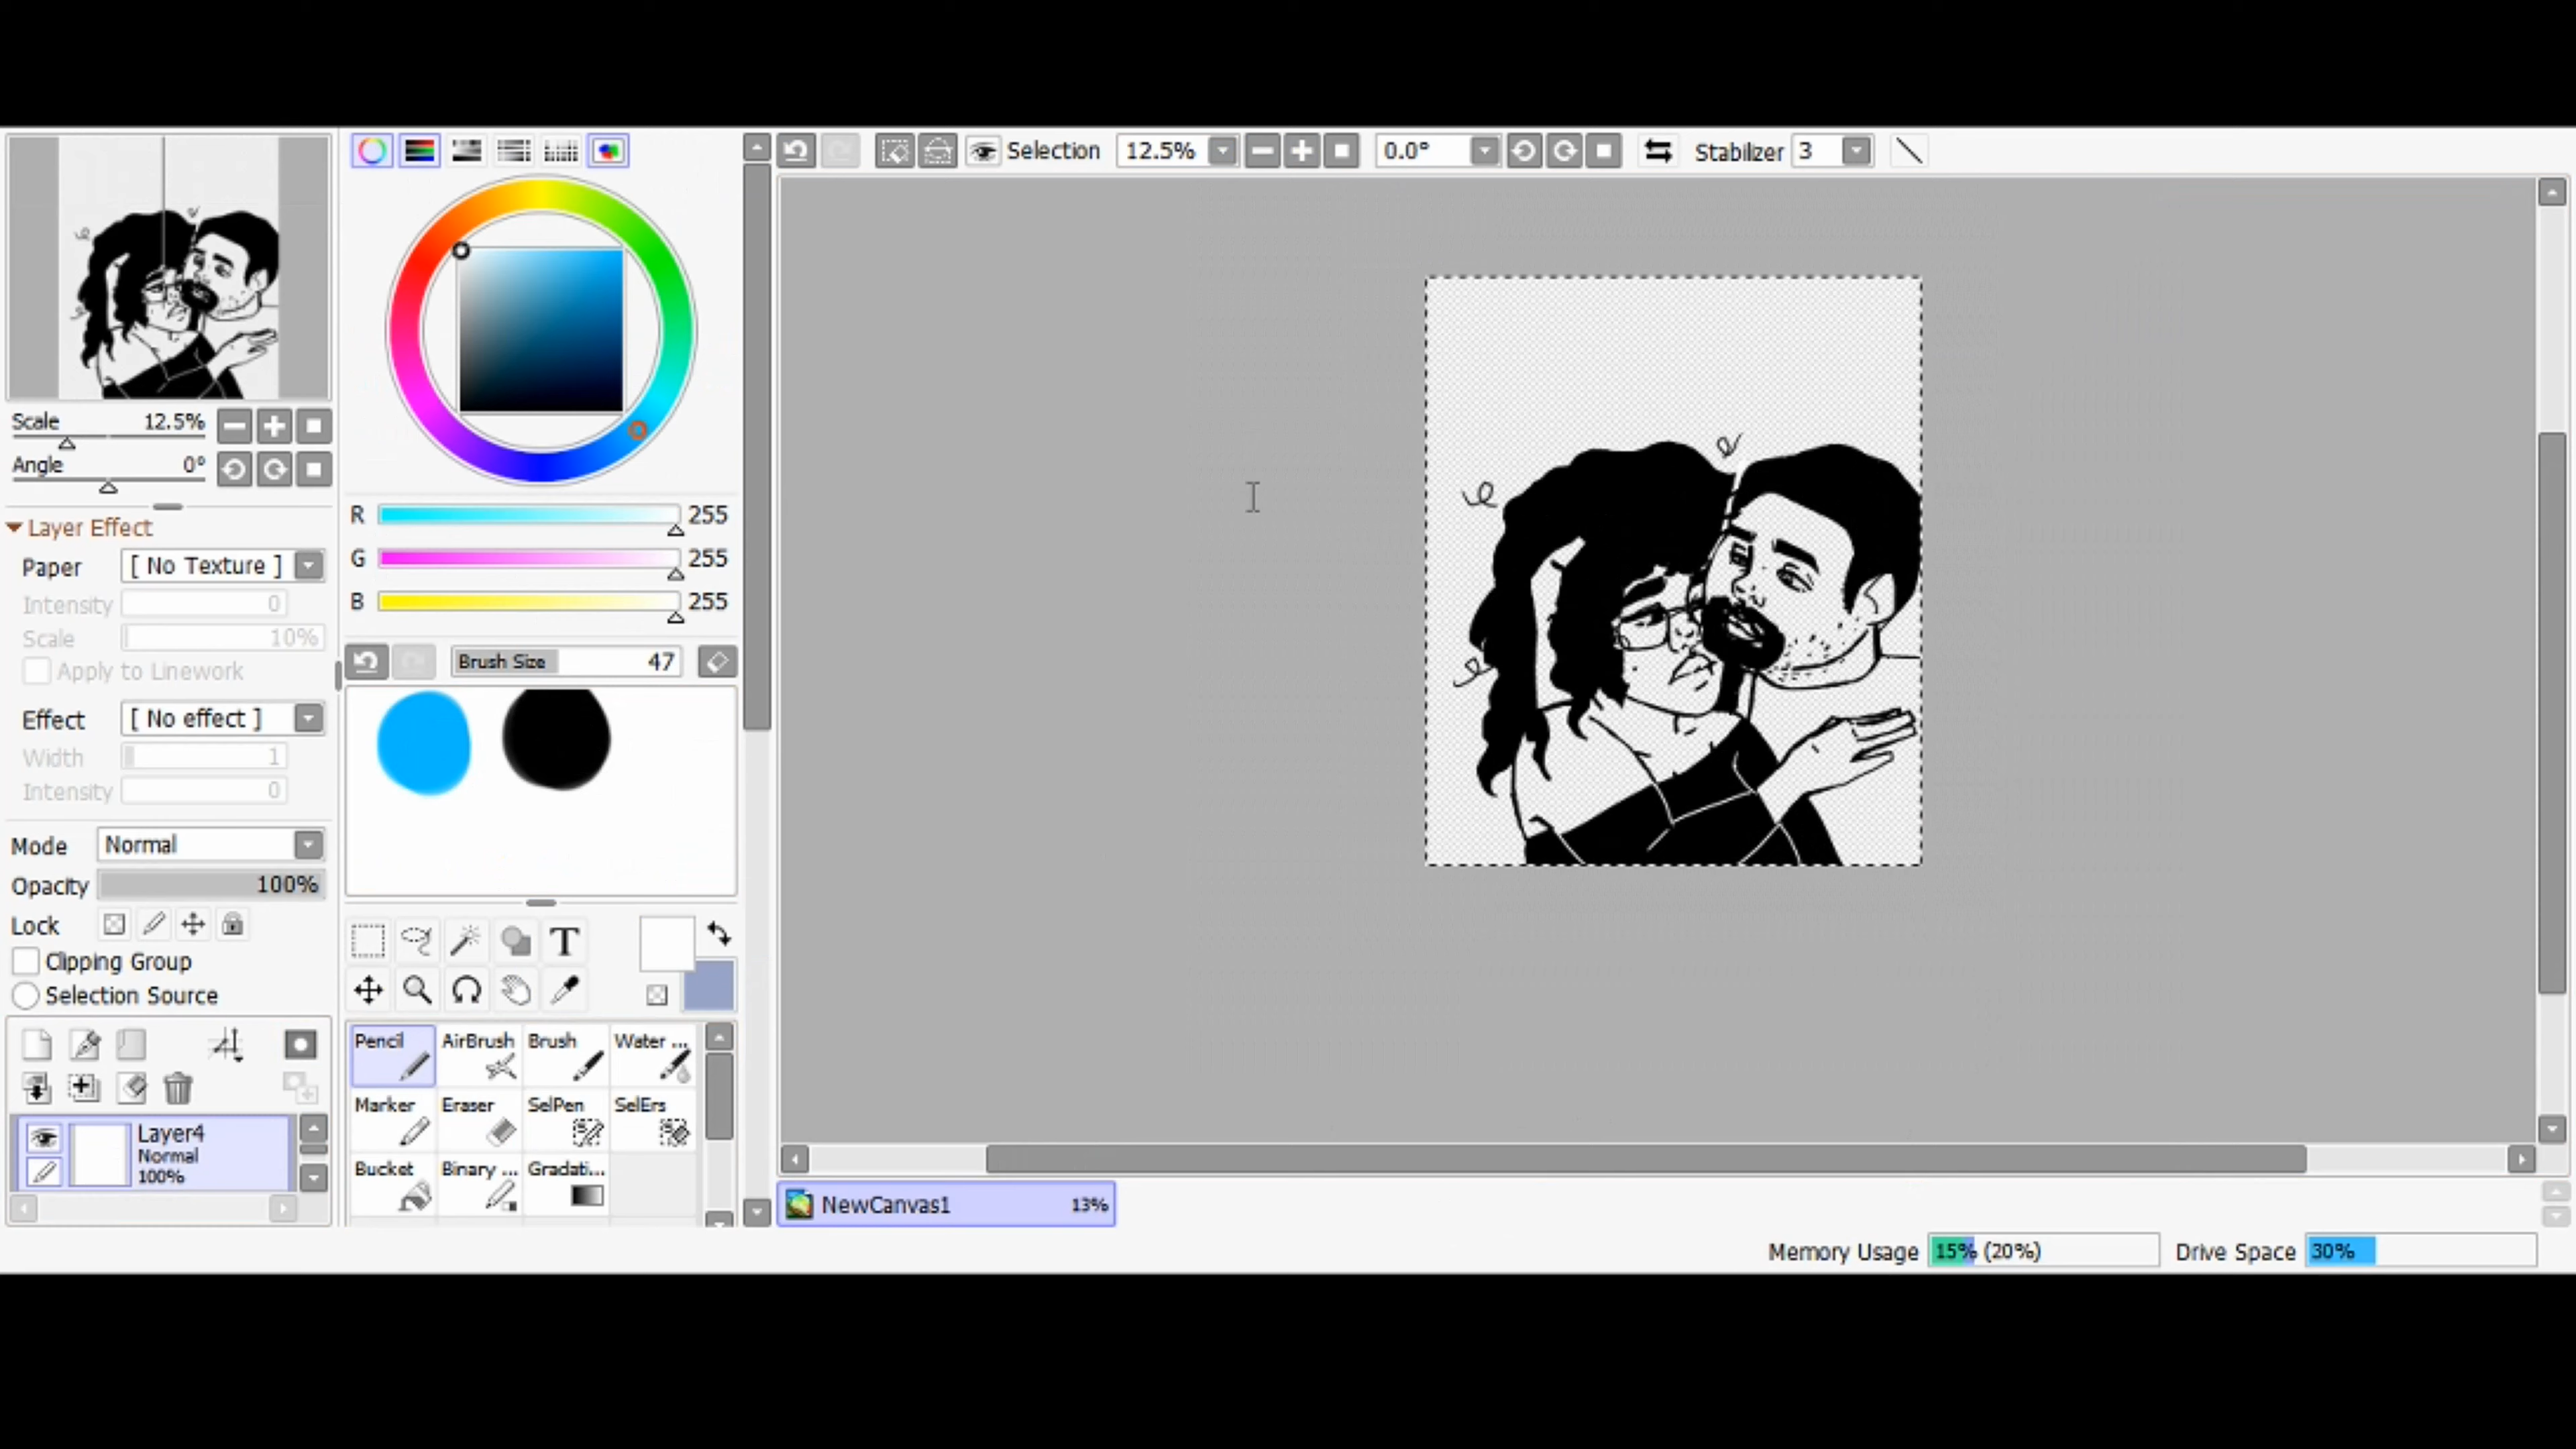 Selection 12.5% 0.0° Stabilizer 3
Scale 12.5%
Angle 0°
Layer Effect
Paper [ No Texture ]
Intensity 0
Scale 10%
Apply to Linework
Effect [ No effect ]
Width 1
Intensity 0
Mode Normal
Opacity 100%
Lock
Clipping Group
Selection Source
Layer4
Normal
100%
R 255
G 255
B 255
Brush Size 47
T
Pencil AirBrush Brush Water ...
Marker Eraser SelPen SelErs
Bucket Binary ... Gradati...
NewCanvas1 13%
Memory Usage 15% (20%) Drive Space 30%